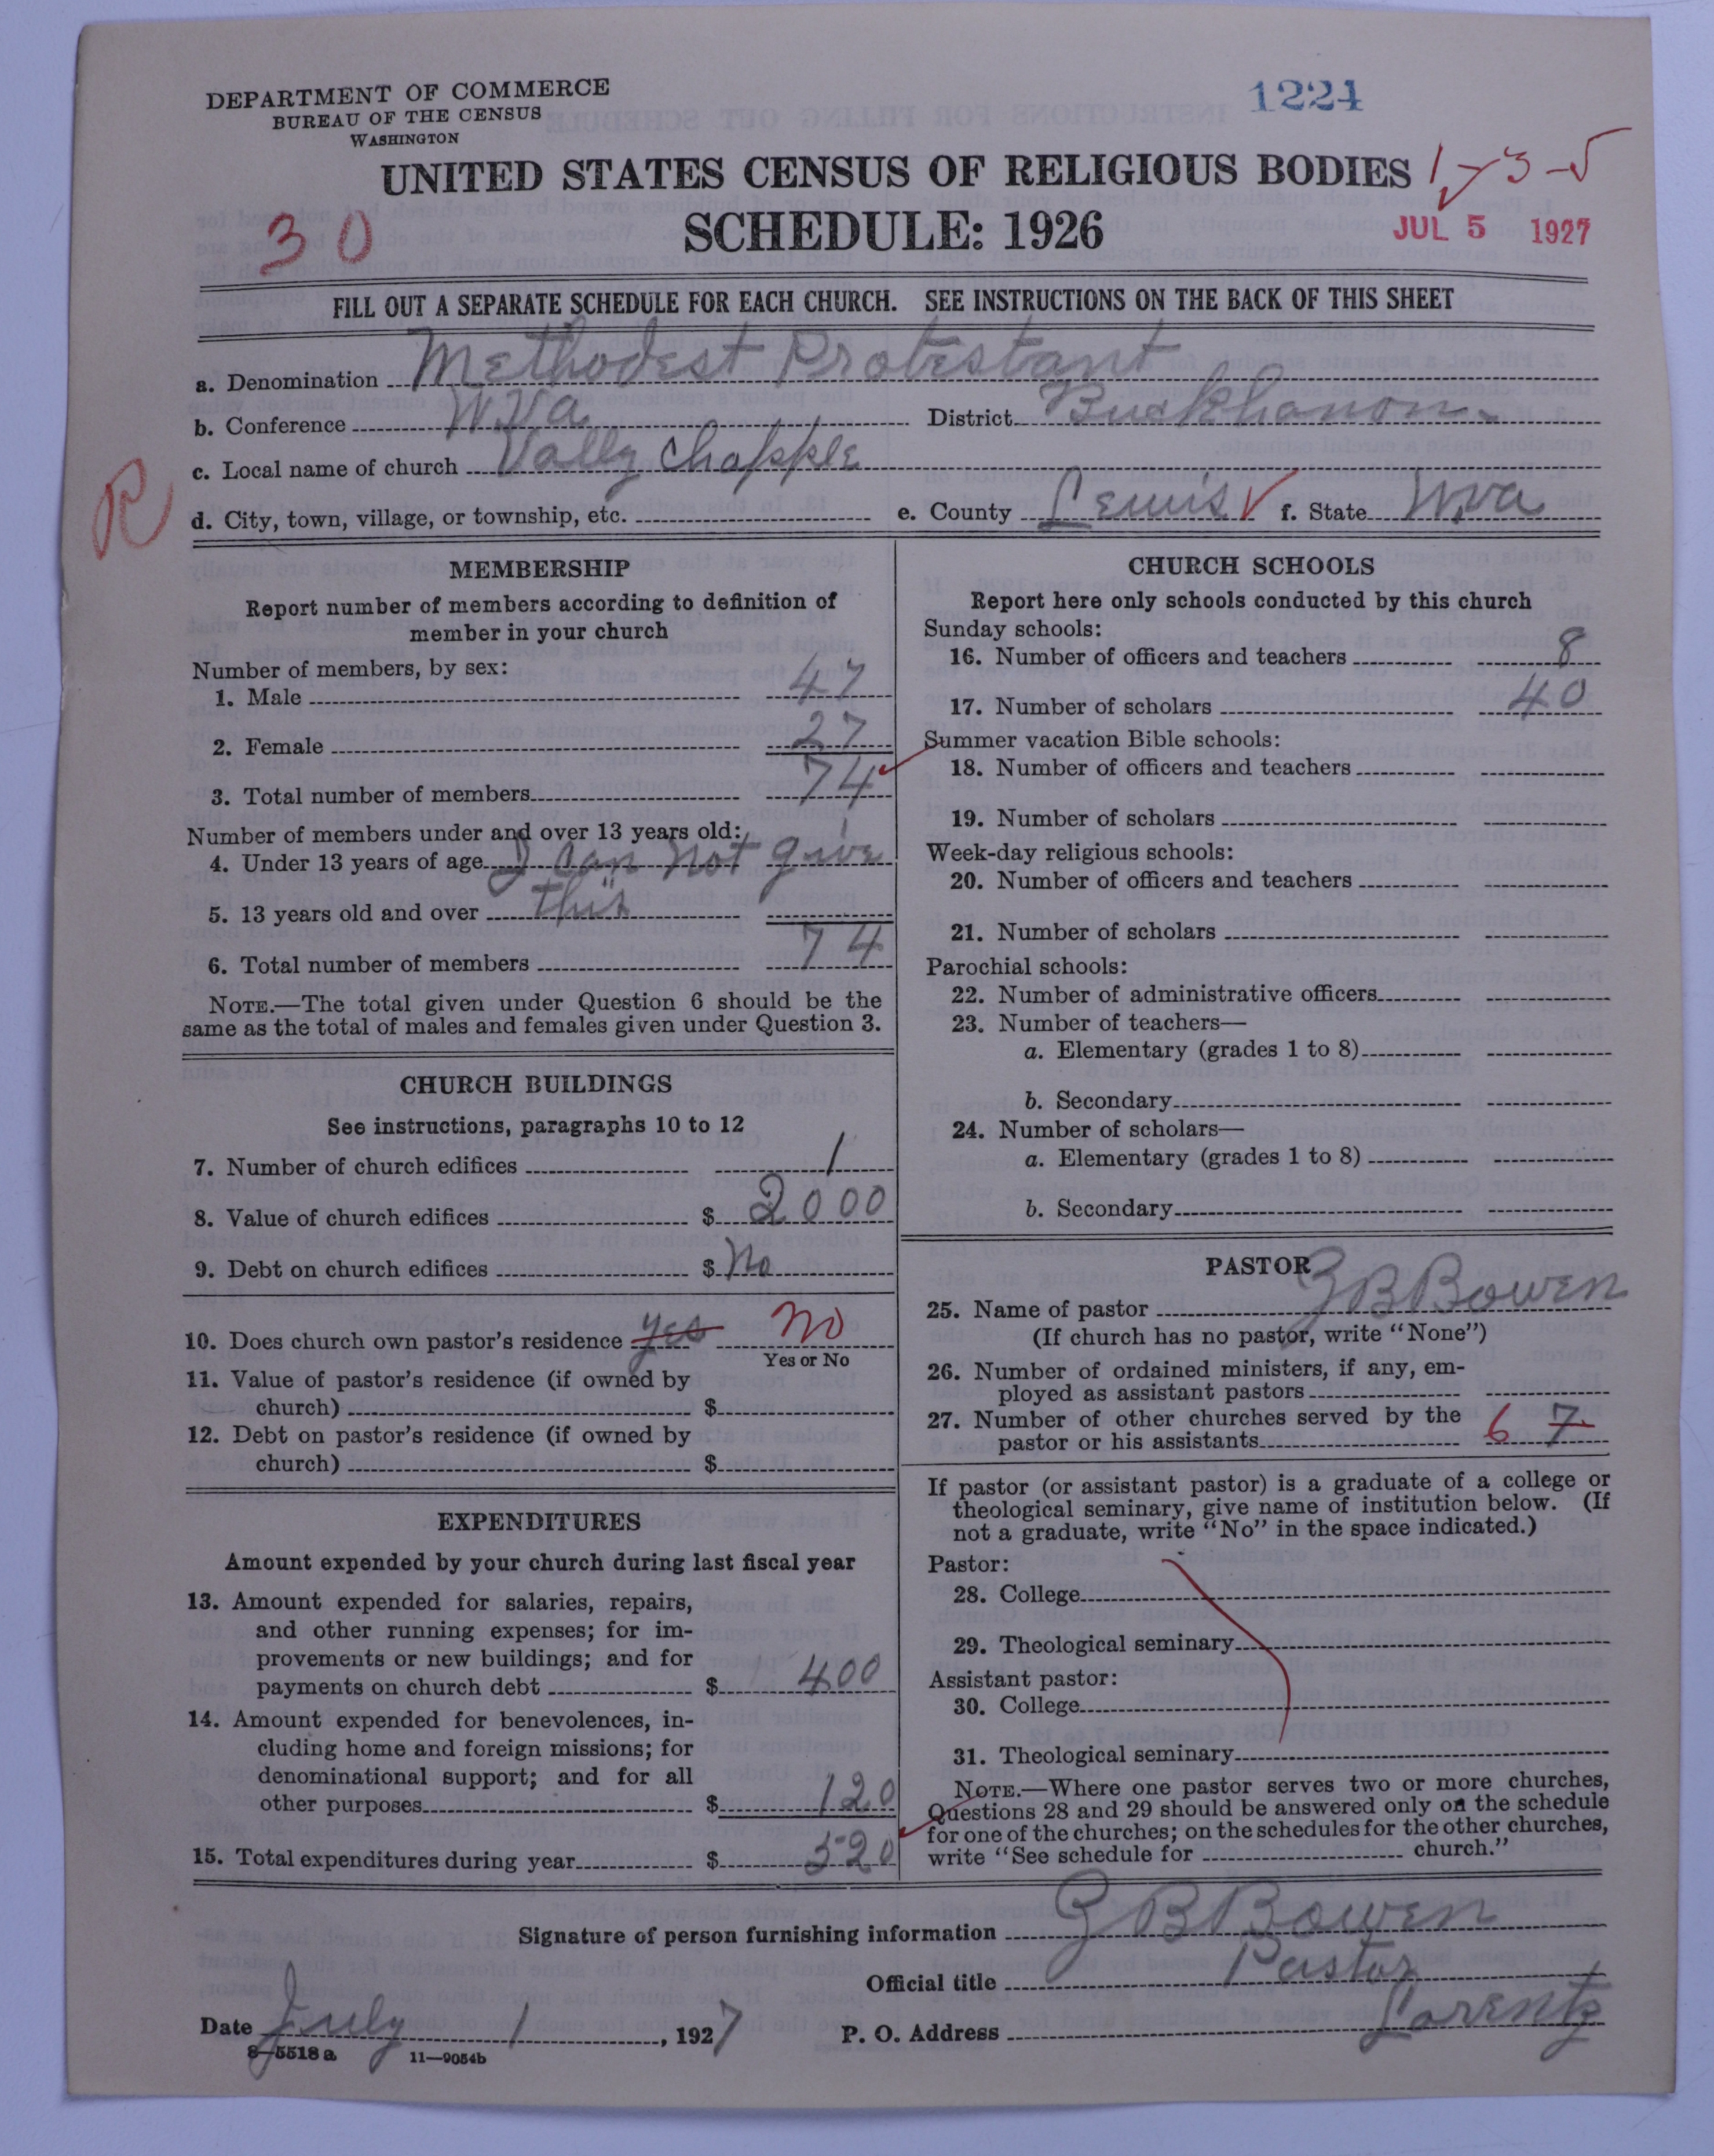 DEPARTMENT OF COMMERCE
BUREAU OF THE CENSUS
WASHINGTON
1224
UNITED STATES CENSUS OF RELIGIOUS BODIES
1-3-5
SCHEDULE: 1926
30
JUL 5 1927
FILL OUT A SEPARATE SCHEDULE FOR EACH CHURCH. SEE INSTRUCTIONS ON THE BACK OF THIS SHEET
a. Denomination Methodest Protestant
b. Conference W.Va District Buckhanon
c. Local name of church Vally Chapple
R
d. City, town, village, or township, etc. e. County Lewis f. State W.Va
MEMBERSHIP
Report number of members according to definition of
member in your church
Number of members, by sex:
1. Male 47
2. Female 27
3. Total number of members 74
Number of members under and over 13 years old:
4. Under 13 years of age I can not give
5. 13 years old and over this
6. Total number of members 74
NOTE.—The total given under Question 6 should be the
same as the total of males and females given under Question 3.
CHURCH BUILDINGS
See instructions, paragraphs 10 to 12
7. Number of church edifices 1
8. Value of church edifices $ 2000
9. Debt on church edifices $ No
10. Does church own pastor's residence yes No
Yes or No
11. Value of pastor's residence (if owned by
church) $
12. Debt on pastor's residence (if owned by
church) $
EXPENDITURES
Amount expended by your church during last fiscal year
13. Amount expended for salaries, repairs,
and other running expenses; for im-
provements or new buildings; and for
payments on church debt $ 400
14. Amount expended for benevolences, in-
cluding home and foreign missions; for
denominational support; and for all
other purposes $ 120
15. Total expenditures during year $ 520
CHURCH SCHOOLS
Report here only schools conducted by this church
Sunday schools:
16. Number of officers and teachers 8
17. Number of scholars 40
Summer vacation Bible schools:
18. Number of officers and teachers
19. Number of scholars
Week-day religious schools:
20. Number of officers and teachers
21. Number of scholars
Parochial schools:
22. Number of administrative officers
23. Number of teachers—
a. Elementary (grades 1 to 8)
b. Secondary
24. Number of scholars—
a. Elementary (grades 1 to 8)
b. Secondary
PASTOR
25. Name of pastor G B Bowen
(If church has no pastor, write "None")
26. Number of ordained ministers, if any, em-
ployed as assistant pastors
27. Number of other churches served by the
pastor or his assistants 6 7
If pastor (or assistant pastor) is a graduate of a college or
theological seminary, give name of institution below. (If
not a graduate, write "No" in the space indicated.)
Pastor:
28. College
29. Theological seminary
Assistant pastor:
30. College
31. Theological seminary
NOTE.—Where one pastor serves two or more churches,
Questions 28 and 29 should be answered only on the schedule
for one of the churches; on the schedules for the other churches,
write "See schedule for church."
Signature of person furnishing information G B Bowen
Official title Pastor
Date July 1, 1927 P. O. Address Lorentz
8-5518 a 11-9054b